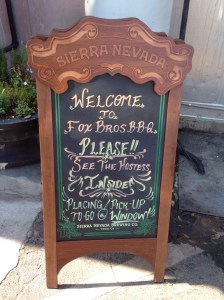 SIERRA NEVADA
WELCOME
TO
FOX BROS. B-B-Q
PLEASE!!
SEE THE HOSTESS
INSIDE
PLACING/PICK-UP
TO GO @ WINDOW!
SIERRA NEVADA BREWING CO.